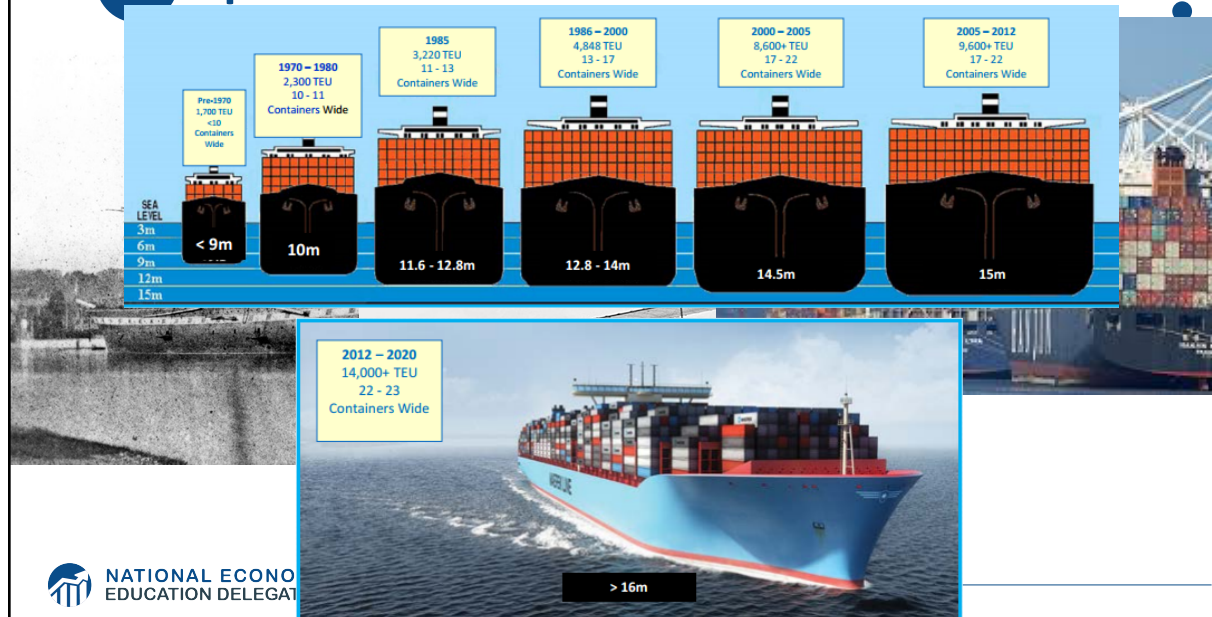 Pre-1970
1,700 TEU
<10
Containers
Wide
1970 – 1980
2,300 TEU
10 - 11
Containers Wide
1985
3,220 TEU
11 - 13
Containers Wide
1986 – 2000
4,848 TEU
13 - 17
Containers Wide
2000 – 2005
8,600+ TEU
17 - 22
Containers Wide
2005 – 2012
9,600+ TEU
17 - 22
Containers Wide
SEA
LEVEL
3m
6m
9m
12m
15m
< 9m
10m
11.6 - 12.8m
12.8 - 14m
14.5m
15m
2012 – 2020
14,000+ TEU
22 - 23
Containers Wide
MAERSK LINE
> 16m
NATIONAL ECONO
EDUCATION DELEGAT